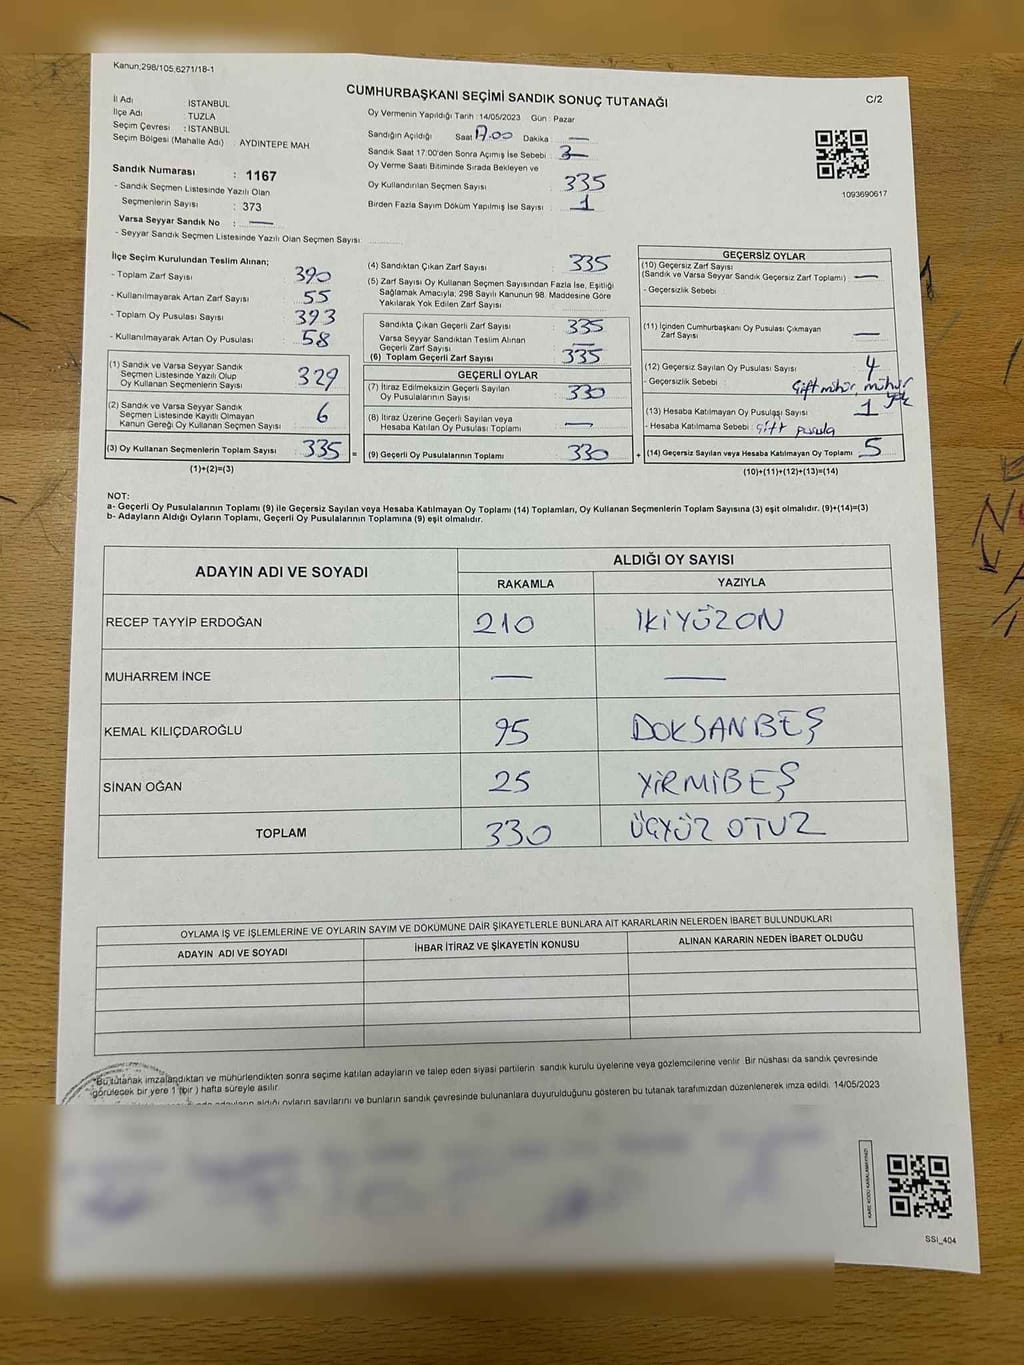 Kanun;298/105,6271/18-1
CUMHURBAŞKANI SEÇİMİ SANDIK SONUÇ TUTANAĞI
C/2
İl Adı : İSTANBUL
İlçe Adı : TUZLA
Seçim Çevresi : İSTANBUL
Seçim Bölgesi (Mahalle Adı) : AYDINTEPE MAH
Sandık Numarası : 1167
- Sandık Seçmen Listesinde Yazılı Olan
Seçmenlerin Sayısı : 373
Varsa Seyyar Sandık No : —
- Seyyar Sandık Seçmen Listesinde Yazılı Olan Seçmen Sayısı
Oy Vermenin Yapıldığı Tarih : 14/05/2023 Gün : Pazar
Sandığın Açıldığı Saat 17.00 Dakika : —
Sandık Saat 17:00'den Sonra Açımış İse Sebebi :
Oy Verme Saati Bitiminde Sırada Bekleyen ve
Oy Kullandırılan Seçmen Sayısı : 335
Birden Fazla Sayım Döküm Yapılmış İse Sayısı : 1
1093690617
İlçe Seçim Kurulundan Teslim Alınan;
- Toplam Zarf Sayısı : 390
- Kullanılmayarak Artan Zarf Sayısı : 55
- Toplam Oy Pusulası Sayısı : 393
- Kullanılmayarak Artan Oy Pusulası : 58
(1) Sandık ve Varsa Seyyar Sandık
Seçmen Listesinde Yazılı Olup
Oy Kullanan Seçmenlerin Sayısı : 329
(2) Sandık ve Varsa Seyyar Sandık
Seçmen Listesinde Kayıtlı Olmayan
Kanun Gereği Oy Kullanan Seçmen Sayısı : 6
(3) Oy Kullanan Seçmenlerin Toplam Sayısı : 335 =
(1)+(2)=(3)
(4) Sandıktan Çıkan Zarf Sayısı : 335
(5) Zarf Sayısı Oy Kullanan Seçmen Sayısından Fazla İse, Eşitliği
Sağlamak Amacıyla; 298 Sayılı Kanunun 98. Maddesine Göre
Yakılarak Yok Edilen Zarf Sayısı
Sandıkta Çıkan Geçerli Zarf Sayısı : 335
Varsa Seyyar Sandıktan Teslim Alınan
Geçerli Zarf Sayısı : —
(6) Toplam Geçerli Zarf Sayısı : 335
GEÇERLİ OYLAR
(7) İtiraz Edilmeksizin Geçerli Sayılan
Oy Pusulalarının Sayısı : 330
(8) İtiraz Üzerine Geçerli Sayılan veya
Hesaba Katılan Oy Pusulası Toplamı : —
(9) Geçerli Oy Pusulalarının Toplamı : 330 +
GEÇERSİZ OYLAR
(10) Geçersiz Zarf Sayısı
(Sandık ve Varsa Seyyar Sandık Geçersiz Zarf Toplamı) : —
- Geçersizlik Sebebi :
(11) İçinden Cumhurbaşkanı Oy Pusulası Çıkmayan
Zarf Sayısı : —
(12) Geçersiz Sayılan Oy Pusulası Sayısı : 4
- Geçersizlik Sebebi : Çift mühür, mühür
yok
(13) Hesaba Katılmayan Oy Pusulası Sayısı : 1
- Hesaba Katılmama Sebebi : Çift pusula
(14) Geçersiz Sayılan veya Hesaba Katılmayan Oy Toplamı : 5
(10)+(11)+(12)+(13)=(14)
NOT:
a- Geçerli Oy Pusulalarının Toplamı (9) ile Geçersiz Sayılan veya Hesaba Katılmayan Oy Toplamı (14) Toplamları, Oy Kullanan Seçmenlerin Toplam Sayısına (3) eşit olmalıdır. (9)+(14)=(3)
b- Adayların Aldığı Oyların Toplamı, Geçerli Oy Pusulalarının Toplamına (9) eşit olmalıdır.
ADAYIN ADI VE SOYADI
ALDIĞI OY SAYISI
RAKAMLA YAZIYLA
RECEP TAYYİP ERDOĞAN 210 İKİYÜZON
MUHARREM İNCE — —
KEMAL KILIÇDAROĞLU 95 DOKSANBEŞ
SİNAN OĞAN 25 YİRMİBEŞ
TOPLAM 330 ÜÇYÜZ OTUZ
OYLAMA İŞ VE İŞLEMLERİNE VE OYLARIN SAYIM VE DÖKÜMÜNE DAİR ŞİKAYETLERLE BUNLARA AİT KARARLARIN NELERDEN İBARET BULUNDUKLARI
ADAYIN ADI VE SOYADI İHBAR İTİRAZ VE ŞİKAYETİN KONUSU ALINAN KARARIN NEDEN İBARET OLDUĞU
*Bu tutanak imzalandıktan ve mühürlendikten sonra seçime katılan adayların ve talep eden siyasi partilerin sandık kurulu üyelerine veya gözlemcilerine verilir. Bir nüshası da sandık çevresinde
görülecek bir yere 1 (bir) hafta süreyle asılır.
adayların aldığı oyların sayılarını ve bunların sandık çevresinde bulunanlara duyurulduğunu gösteren bu tutanak tarafımızdan düzenlenerek imza edildi. 14/05/2023
KARE KODU KARALAMAYINIZ!
SSI_404